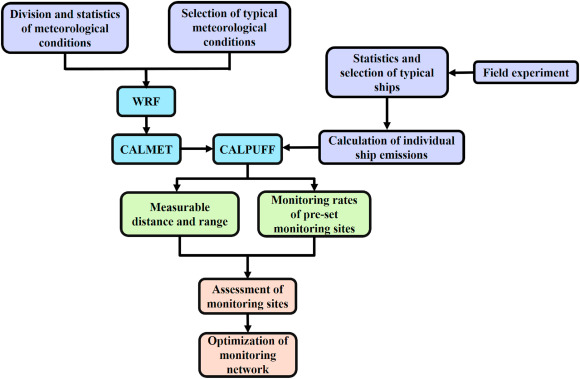 Division and statistics
of meteorological
conditions
Selection of typical
meteorological
conditions
Statistics and
selection of typical
ships
Field experiment
WRF
CALMET
CALPUFF
Calculation of individual
ship emissions
Measurable
distance and range
Monitoring rates
of pre-set
monitoring sites
Assessment of
monitoring sites
Optimization of
monitoring
network